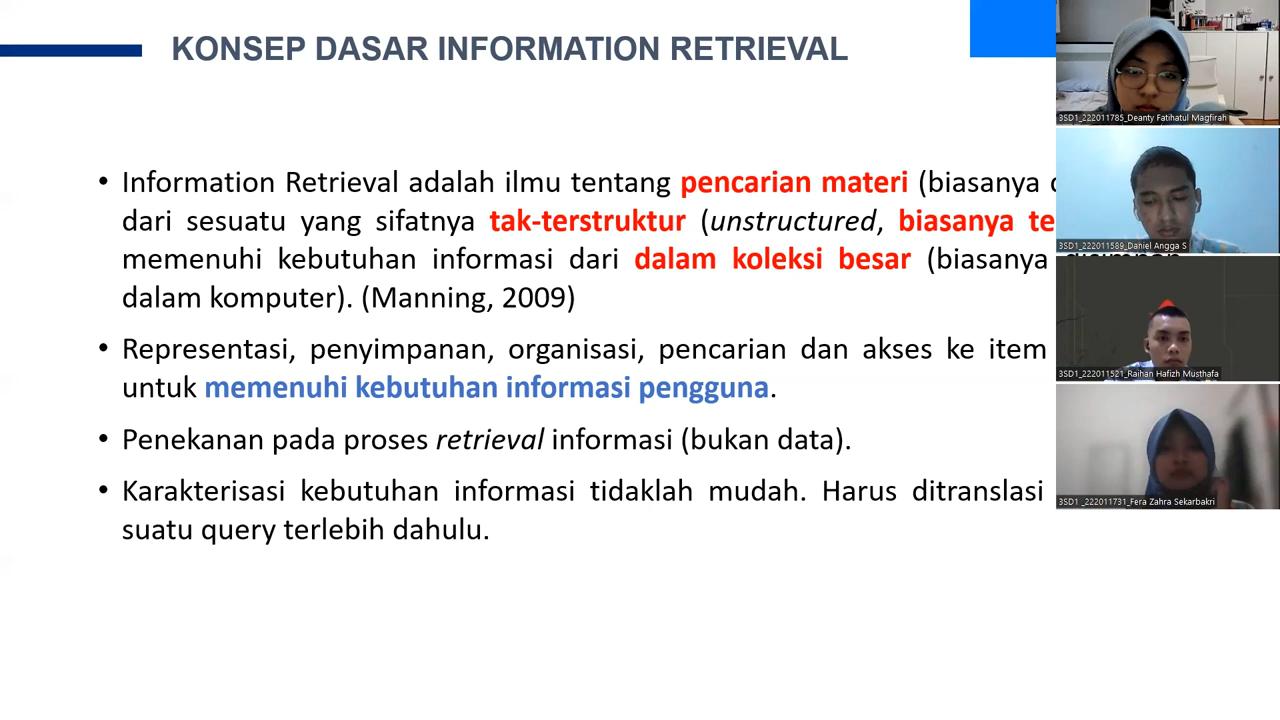 KONSEP DASAR INFORMATION RETRIEVAL
• Information Retrieval adalah ilmu tentang pencarian materi (biasanya
dari sesuatu yang sifatnya tak-terstruktur (unstructured, biasanya
memenuhi kebutuhan informasi dari dalam koleksi besar (biasanya
dalam komputer). (Manning, 2009)
• Representasi, penyimpanan, organisasi, pencarian dan akses ke item
untuk memenuhi kebutuhan informasi pengguna.
• Penekanan pada proses retrieval informasi (bukan data).
• Karakterisasi kebutuhan informasi tidaklah mudah. Harus ditranslasi
suatu query terlebih dahulu.
3SD1_222011785_Deanty Fatihatul Magfirah
3SD1_222011589_Daniel Angga S
3SD1_222011521_Raihan Hafizh Musthafa
3SD1 _222011731_Fera Zahra Sekarbakri